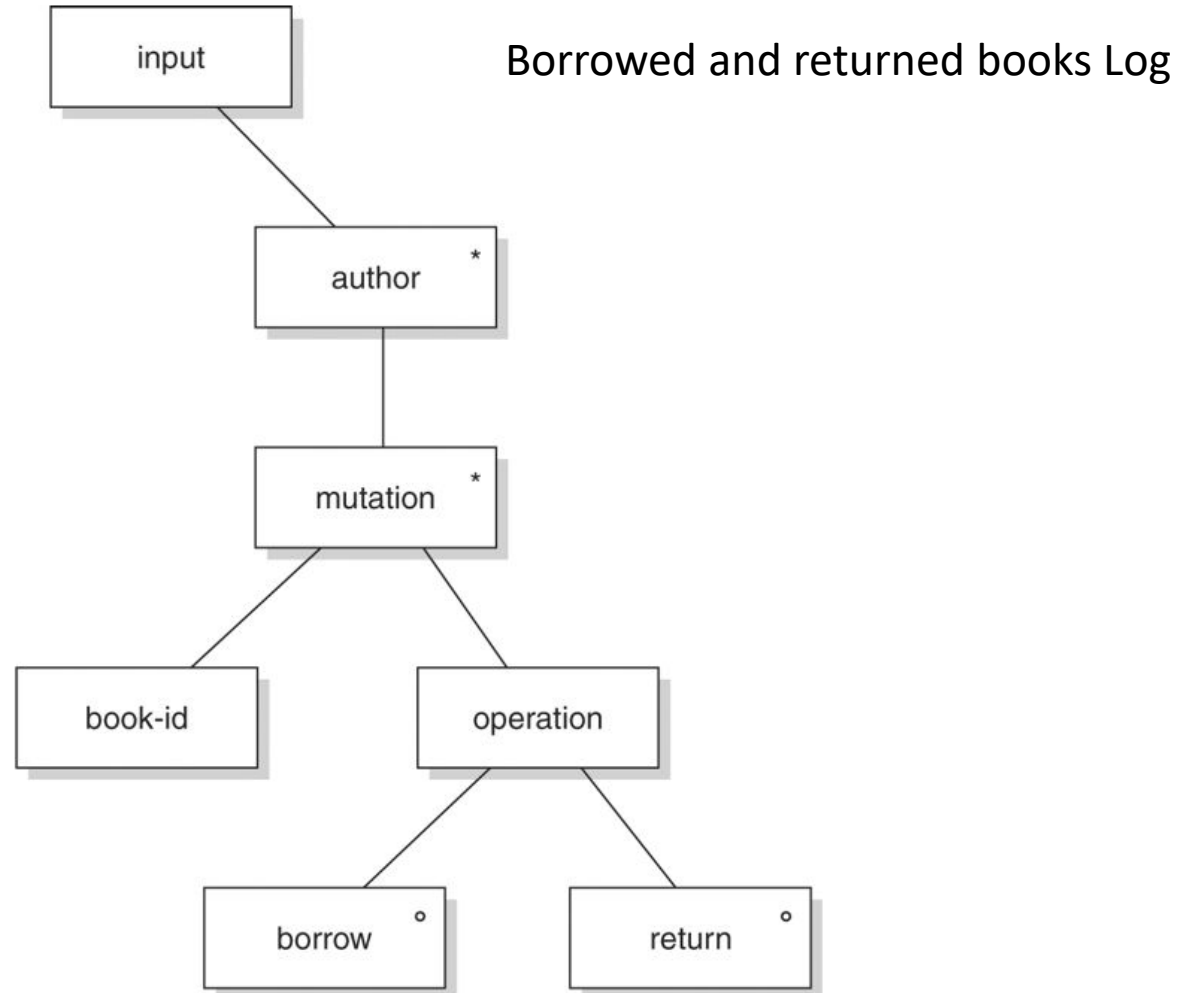 input
Borrowed and returned books Log
author *
mutation *
book-id
operation
borrow
return